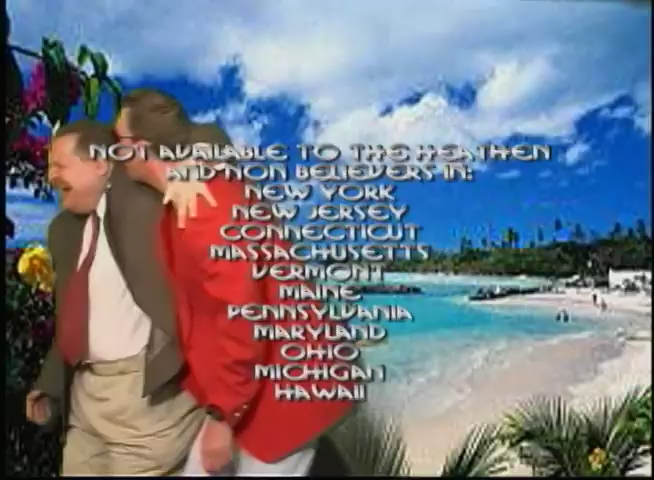 NOT AVAILABLE TO THE HEATHEN
AND NON BELIEVERS IN:
NEW YORK
NEW JERSEY
CONNECTICUT
MASSACHUSETTS
VERMONT
MAINE
PENNSYLVANIA
MARYLAND
OHIO
MICHIGAN
HAWAII